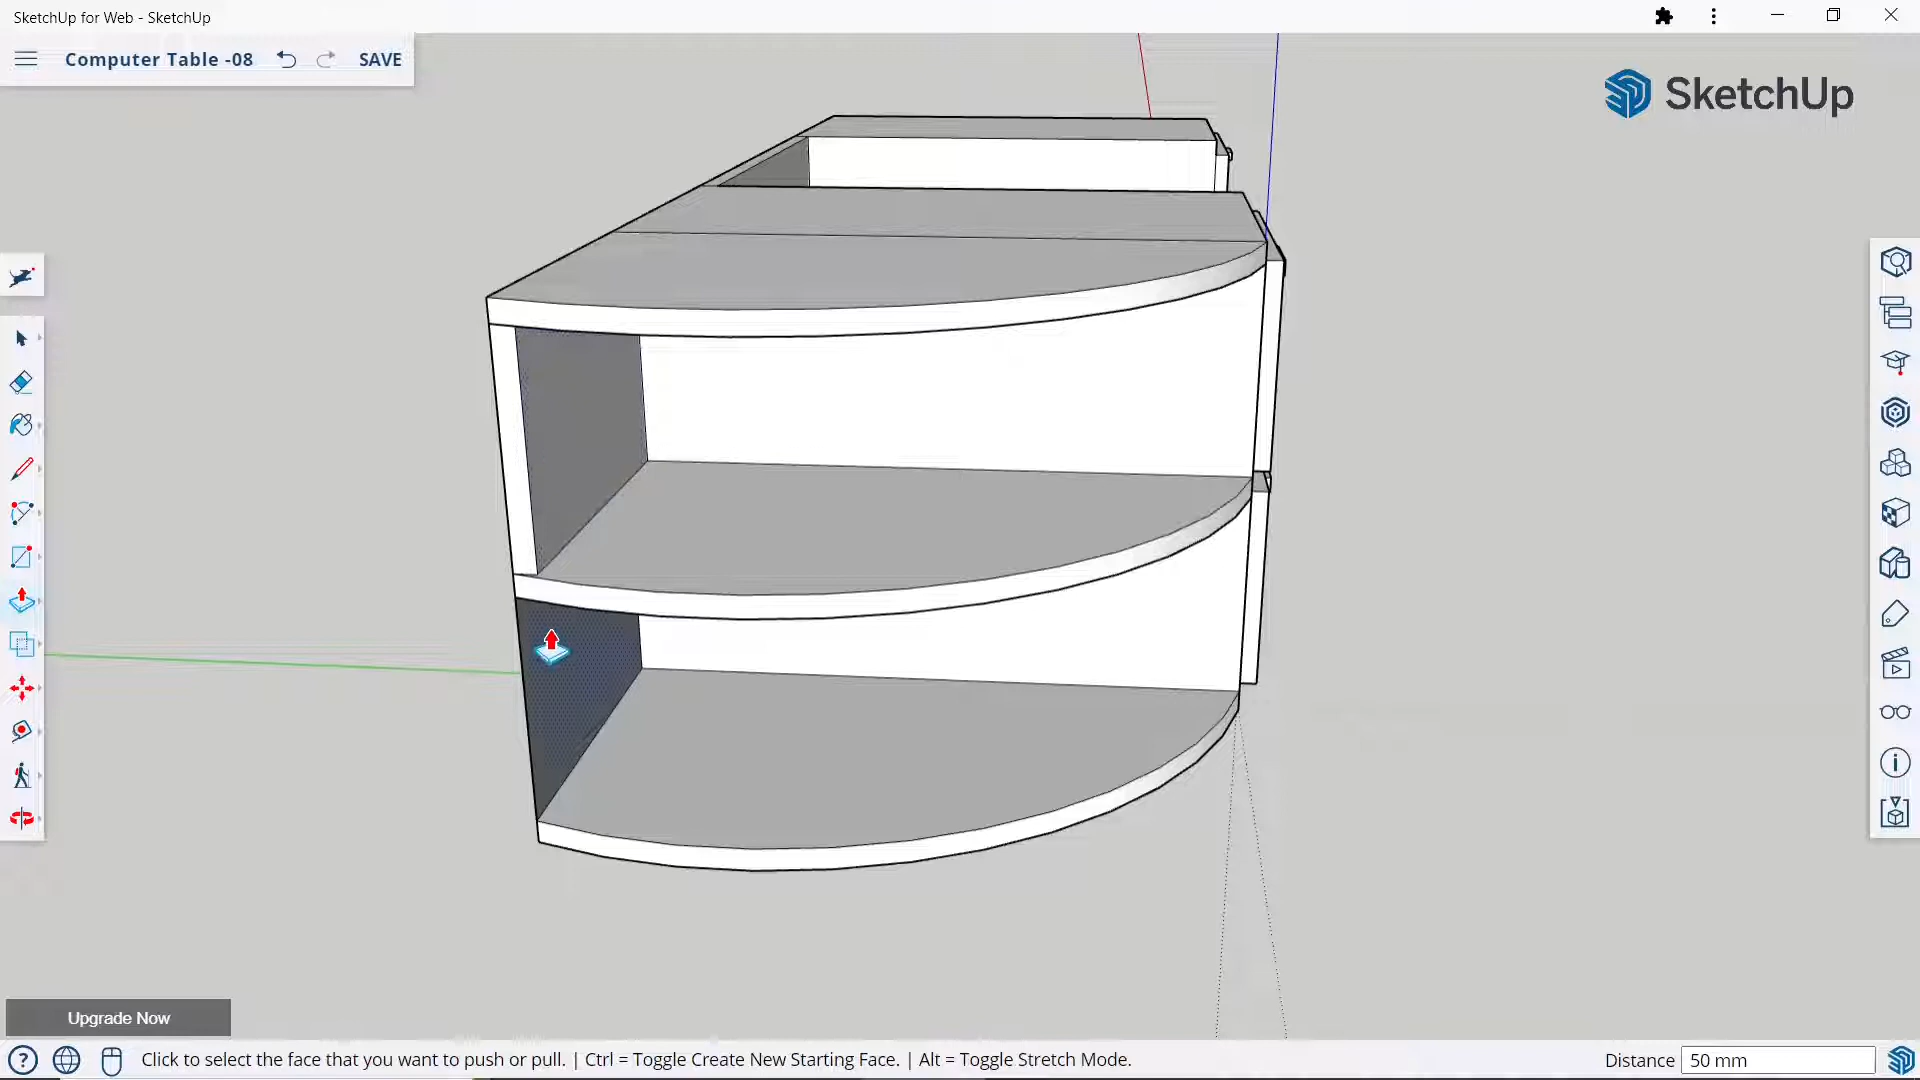 SketchUp for Web - SketchUp
Computer Table -08
SAVE
SketchUp
Upgrade Now
Click to select the face that you want to push or pull. | Ctrl = Toggle Create New Starting Face. | Alt = Toggle Stretch Mode.
Distance 50 mm